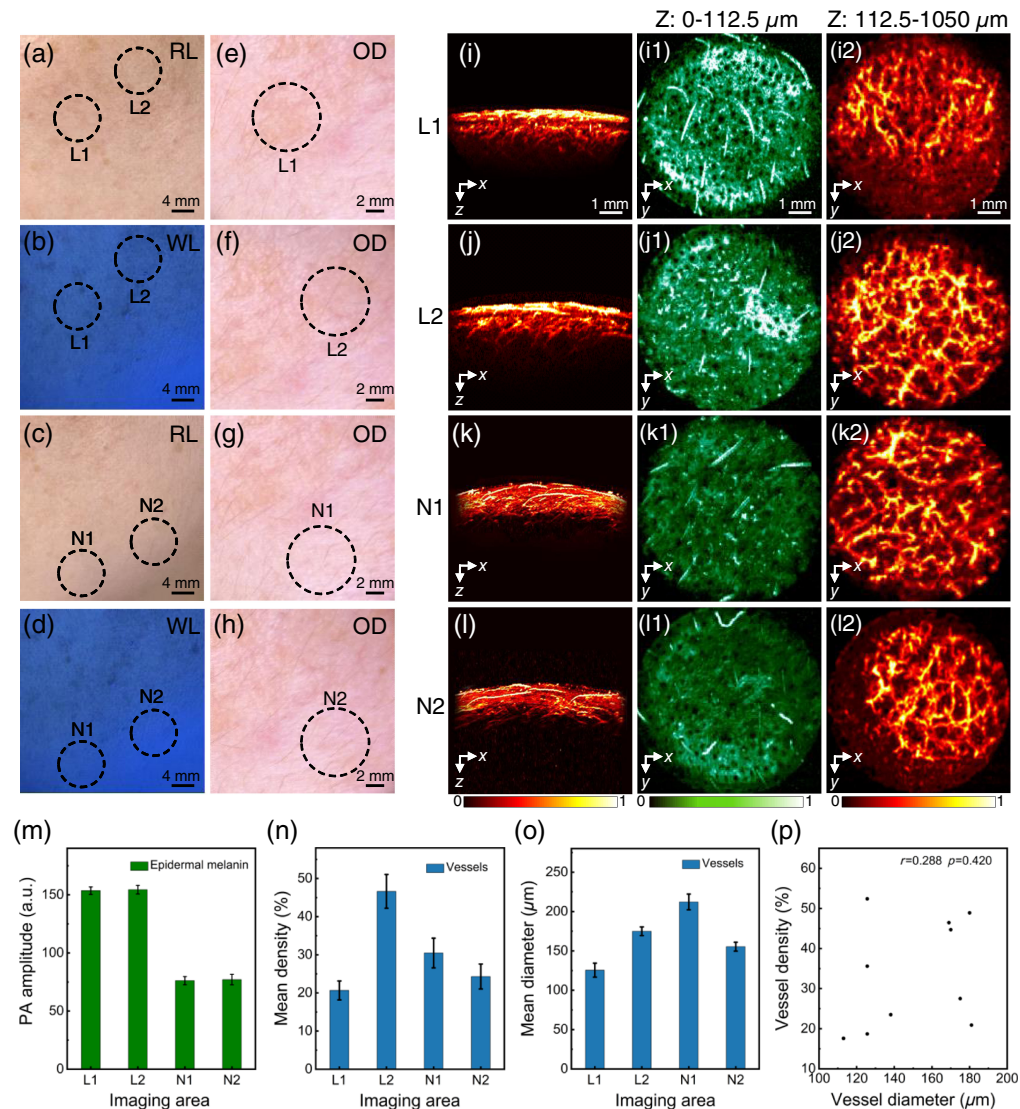 Z: 0-112.5 µm
Z: 112.5-1050 µm
(a)
RL
L2
L1
4 mm
(e)
OD
L1
2 mm
L1
(i)
x
z
1 mm
(i1)
x
y
1 mm
(i2)
x
y
1 mm
(b)
WL
L2
L1
4 mm
(f)
OD
L2
2 mm
L2
(j)
x
z
(j1)
x
y
(j2)
x
y
(c)
RL
N2
N1
4 mm
(g)
OD
N1
2 mm
N1
(k)
x
z
(k1)
x
y
(k2)
x
y
(d)
WL
N2
N1
4 mm
(h)
OD
N2
2 mm
N2
(l)
x
z
(l1)
x
y
(l2)
x
y
0 1
0 1
0 1
(m)
Epidermal melanin
PA amplitude (a.u.)
150
100
50
0
L1 L2 N1 N2
Imaging area
(n)
Vessels
Mean density (%)
60
50
40
30
20
10
0
L1 L2 N1 N2
Imaging area
(o)
Vessels
Mean diameter (µm)
250
200
150
100
50
0
L1 L2 N1 N2
Imaging area
(p)
r=0.288 p=0.420
Vessel density (%)
60
50
40
30
20
10
100 120 140 160 180 200
Vessel diameter (µm)